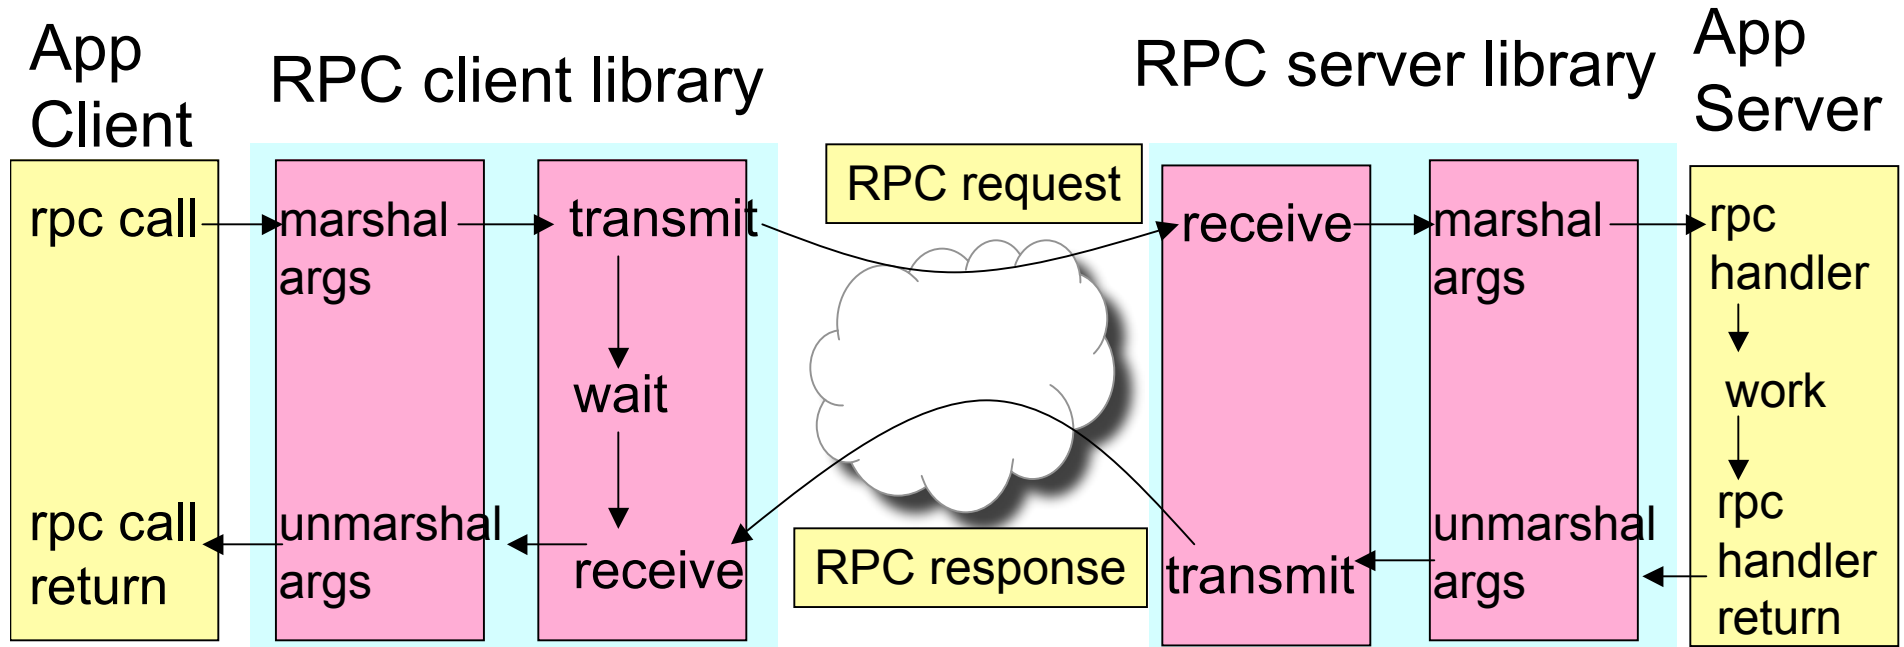 App
Client
RPC client library
RPC server library
App
Server
rpc call
marshal
args
transmit
wait
receive
unmarshal
args
rpc call
return
RPC request
RPC response
receive
marshal
args
rpc
handler
work
rpc
handler
return
unmarshal
args
transmit